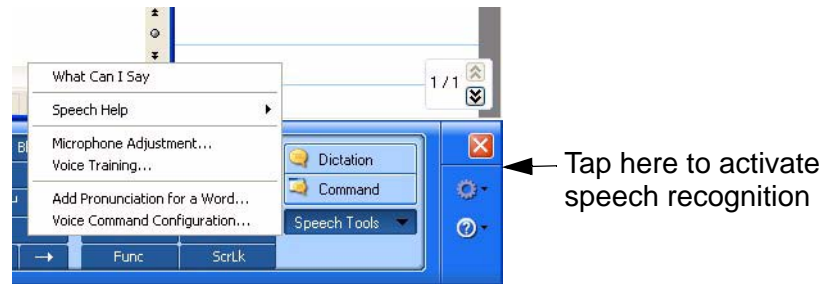 What Can I Say
1/1
Speech Help
Microphone Adjustment...
Voice Training...
Dictation
Tap here to activate
speech recognition
Command
Add Pronunciation for a Word...
Voice Command Configuration...
Speech Tools
Func
ScrLk